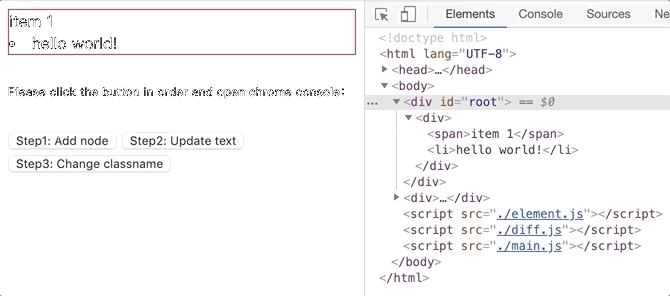 item 1
hello world!
Please click the button in order and open chrome console:
Step1: Add node
Step2: Update text
Step3: Change classname
Elements
Console
Sources
<!doctype html>
<html lang="UTF-8">
<head>…</head>
<body>
<div id="root"> == $0
<div>
<span>item 1</span>
<li>hello world!</li>
</div>
</div>
<div>…</div>
<script src="./element.js"></script>
<script src="./diff.js"></script>
<script src="./main.js"></script>
</body>
</html>